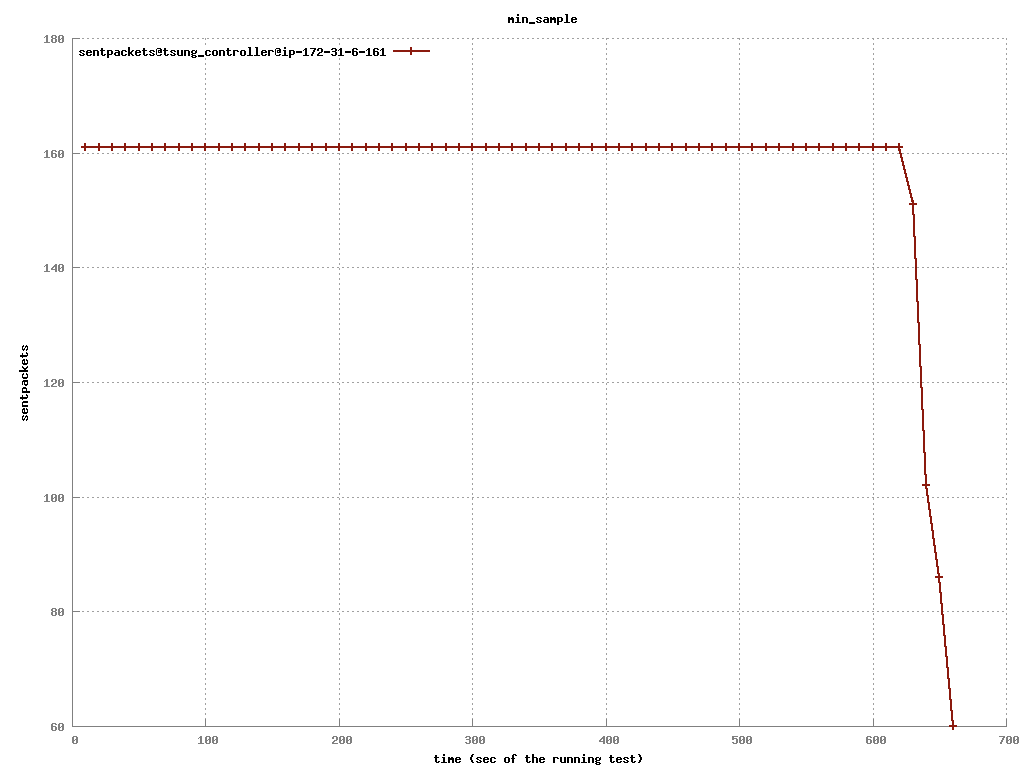 min_sample
180
sentpackets@tsung_controller@ip-172-31-6-161
160
140
120
sentpackets
100
80
60
0 100 200 300 400 500 600 700
time (sec of the running test)